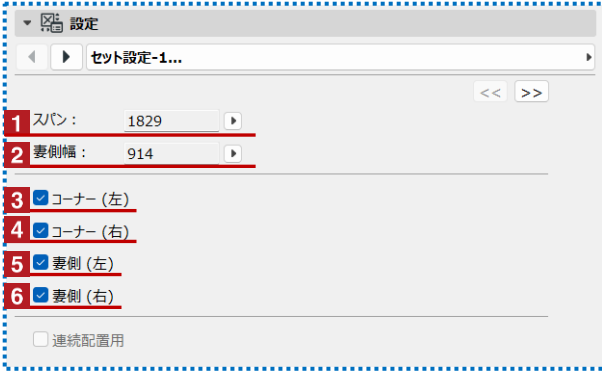 設定
セット設定-1...
<< >>
1 スパン： 1829
2 妻側幅： 914
3 コーナー (左)
4 コーナー (右)
5 妻側 (左)
6 妻側 (右)
連続配置用